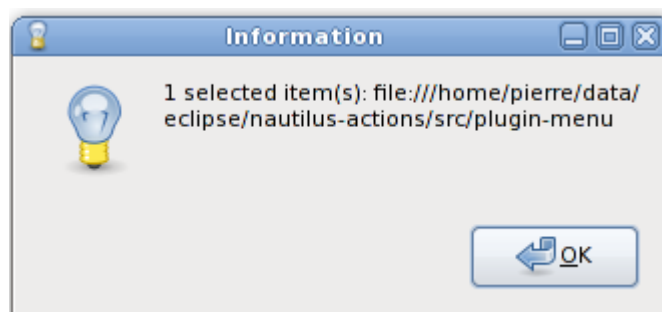 Information
1 selected item(s): file:///home/pierre/data/
eclipse/nautilus-actions/src/plugin-menu
OK